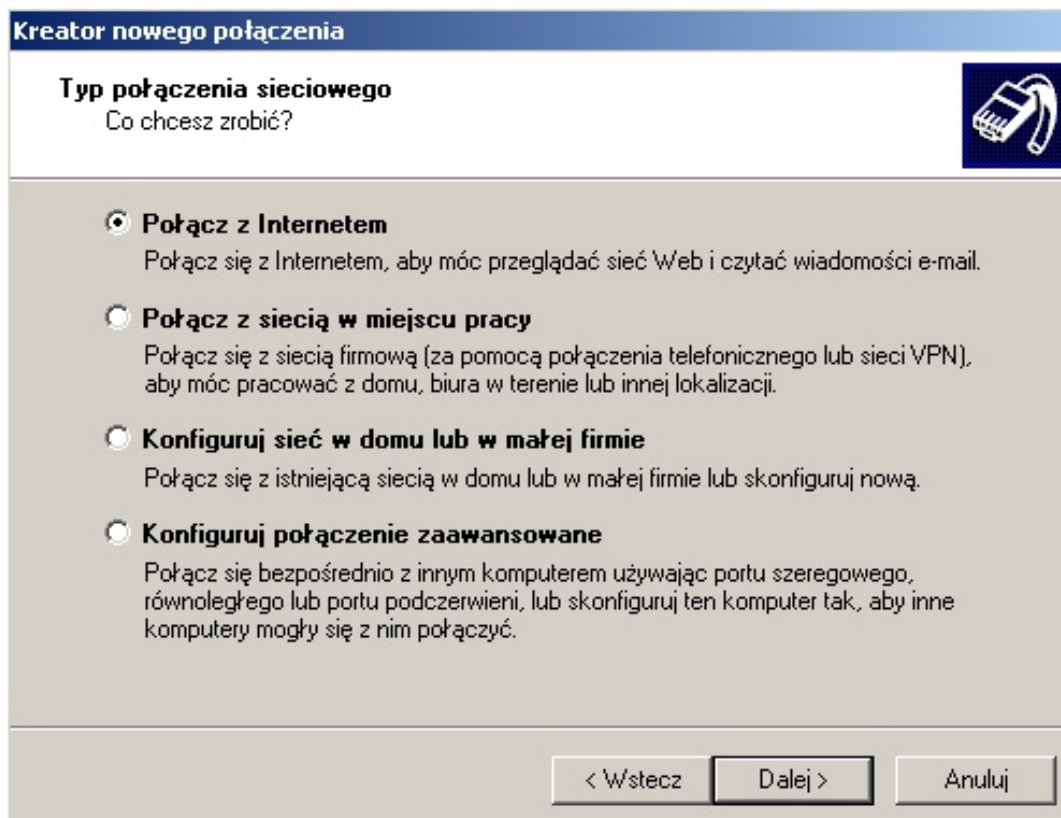 Kreator nowego połączenia
Typ połączenia sieciowego
Co chcesz zrobić?
Połącz z Internetem
Połącz się z Internetem, aby móc przeglądać sieć Web i czytać wiadomości e-mail.
Połącz z siecią w miejscu pracy
Połącz się z siecią firmową (za pomocą połączenia telefonicznego lub sieci VPN),
aby móc pracować z domu, biura w terenie lub innej lokalizacji.
Konfiguruj sieć w domu lub w małej firmie
Połącz się z istniejącą siecią w domu lub w małej firmie lub skonfiguruj nową.
Konfiguruj połączenie zaawansowane
Połącz się bezpośrednio z innym komputerem używając portu szeregowego,
równoległego lub portu podczerwieni, lub skonfiguruj ten komputer tak, aby inne
komputery mogły się z nim połączyć.
< Wstecz Dalej > Anuluj